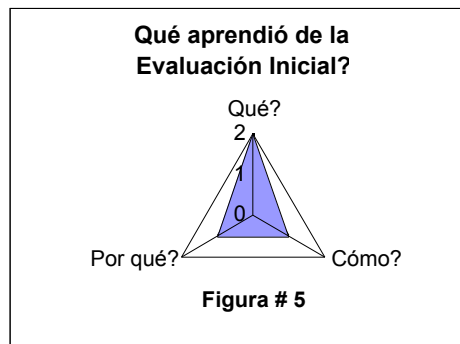 Qué aprendió de la
Evaluación Inicial?
Qué?
2
1
0
Por qué?
Cómo?
Figura # 5